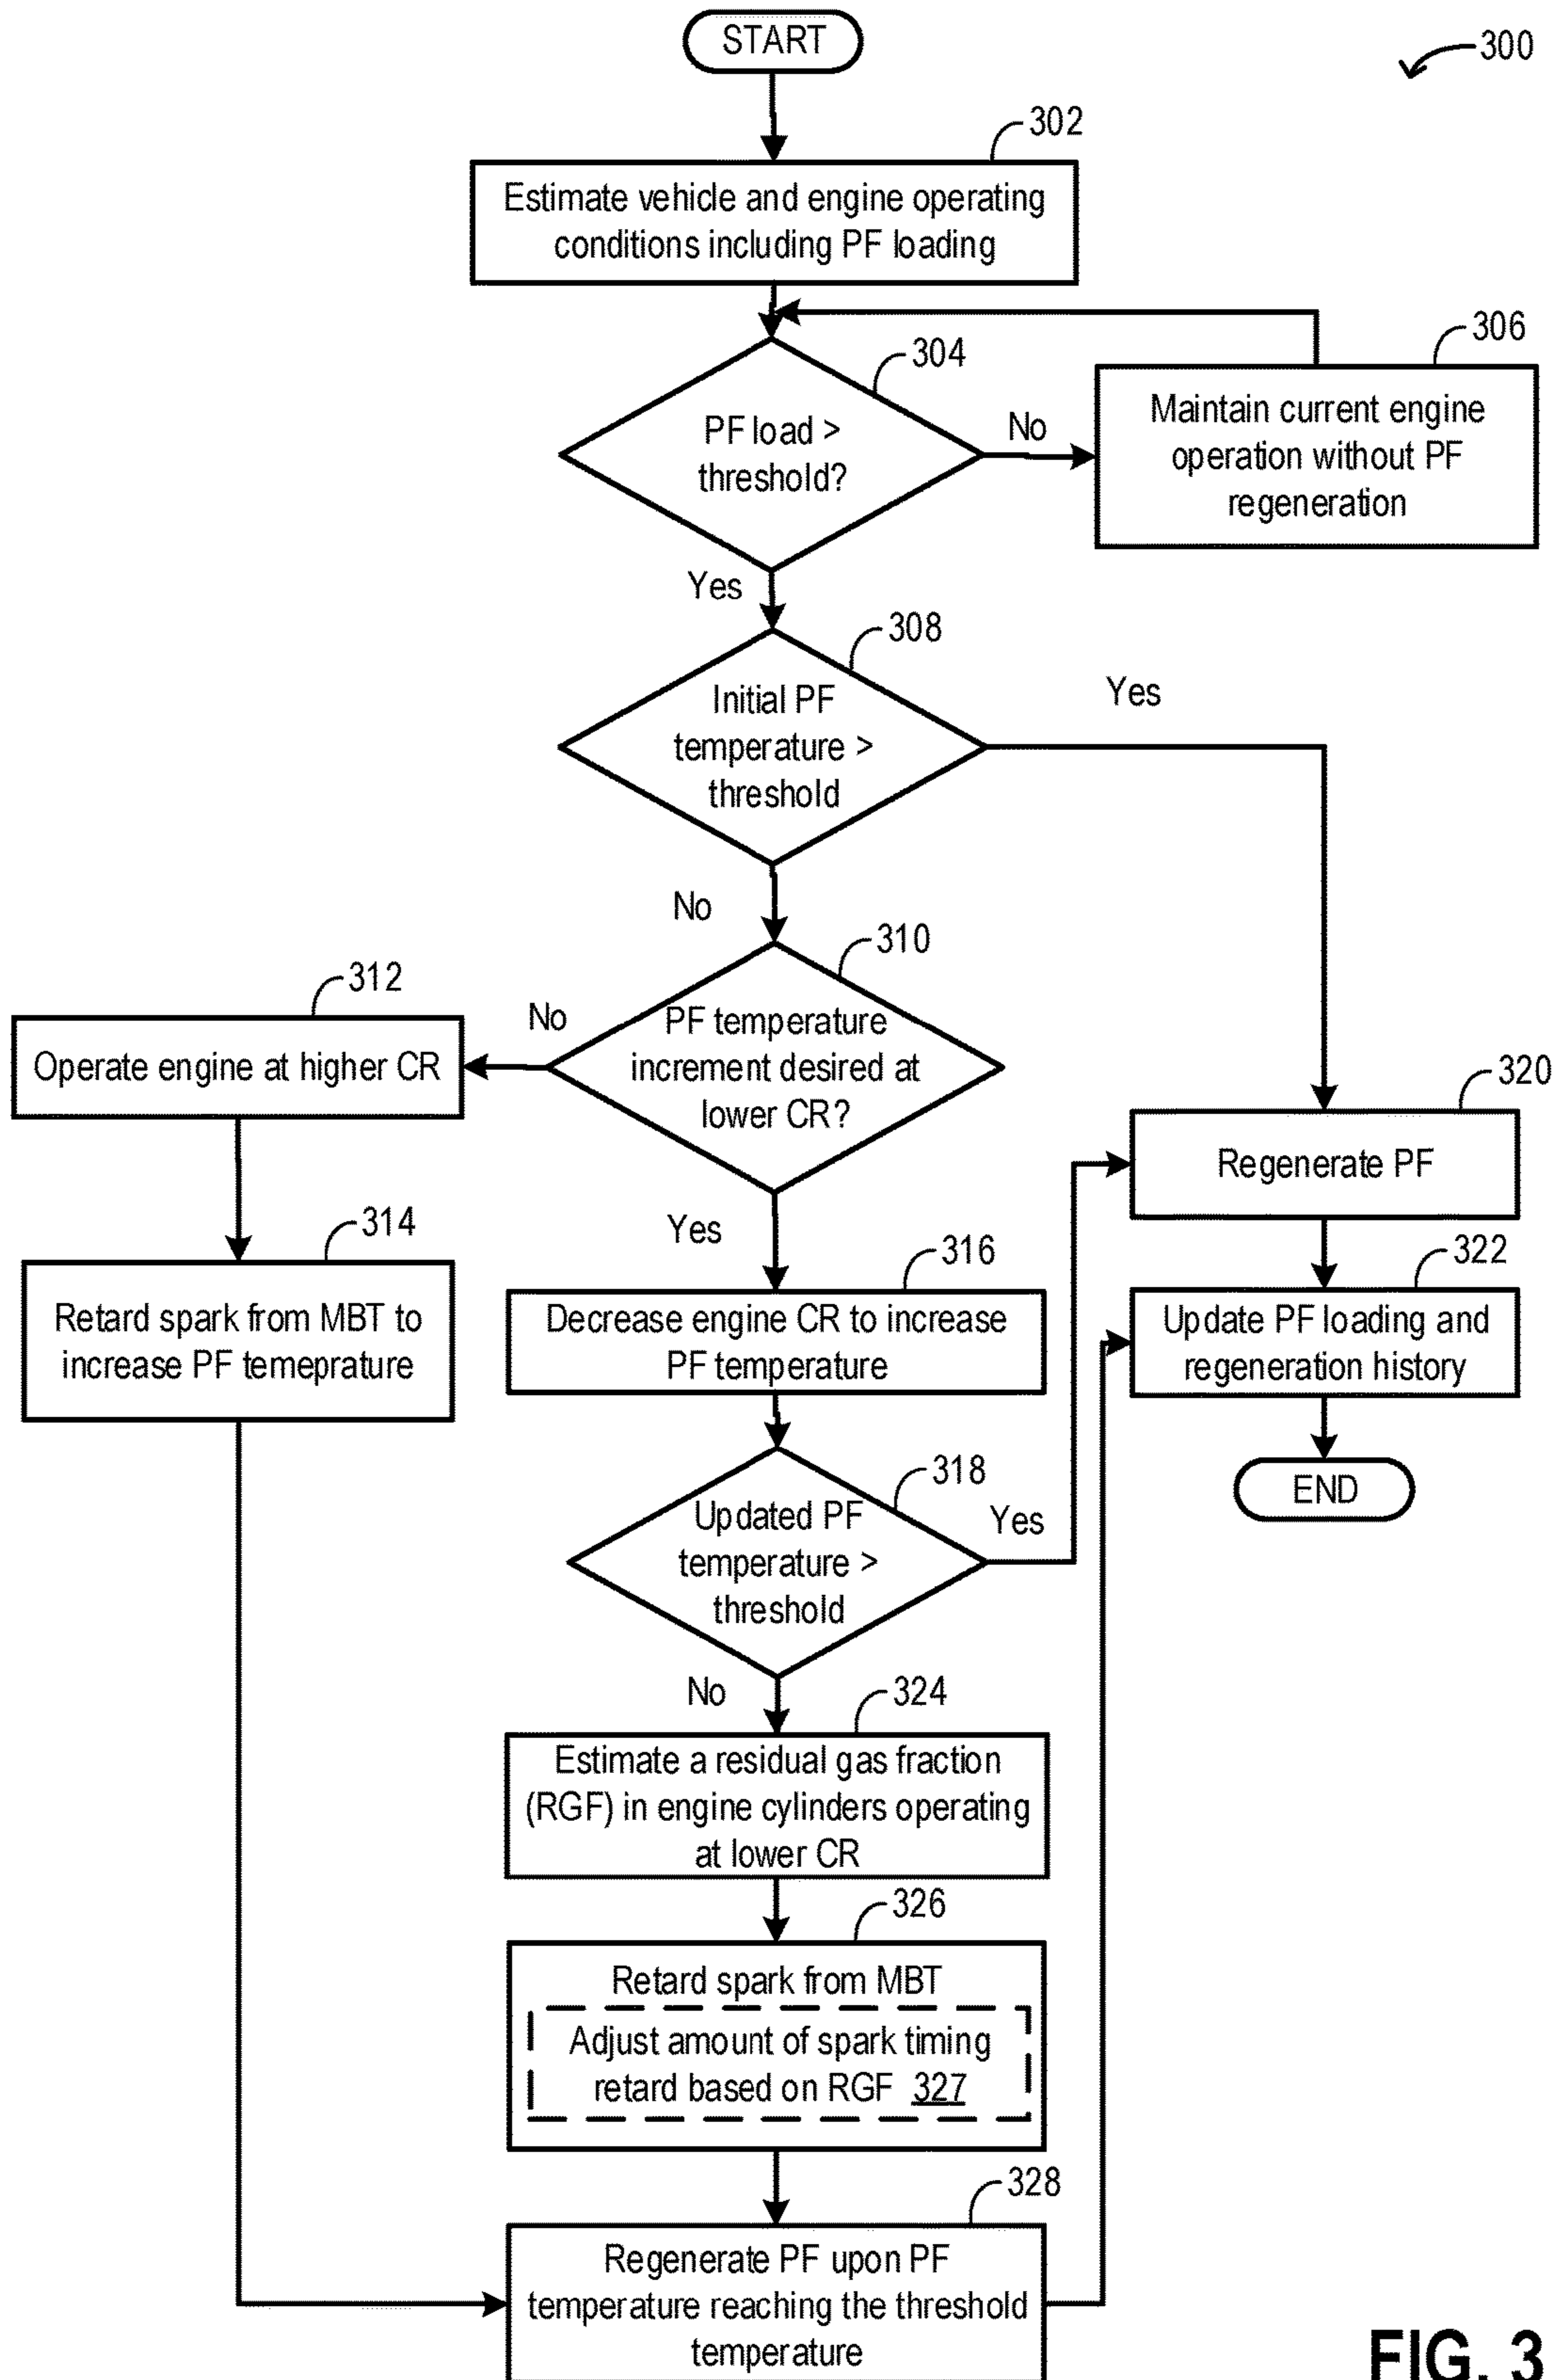 START
300
302
Estimate vehicle and engine operating
conditions including PF loading
304
PF load >
threshold?
No
306
Maintain current engine
operation without PF
regeneration
Yes
308
Initial PF
temperature >
threshold
Yes
No
310
PF temperature
increment desired at
lower CR?
No
312
Operate engine at higher CR
314
Retard spark from MBT to
increase PF temeprature
Yes
316
Decrease engine CR to increase
PF temperature
320
Regenerate PF
322
Update PF loading and
regeneration history
END
318
Updated PF
temperature >
threshold
Yes
No
324
Estimate a residual gas fraction
(RGF) in engine cylinders operating
at lower CR
326
Retard spark from MBT
Adjust amount of spark timing
retard based on RGF 327
328
Regenerate PF upon PF
temperature reaching the threshold
temperature
FIG. 3